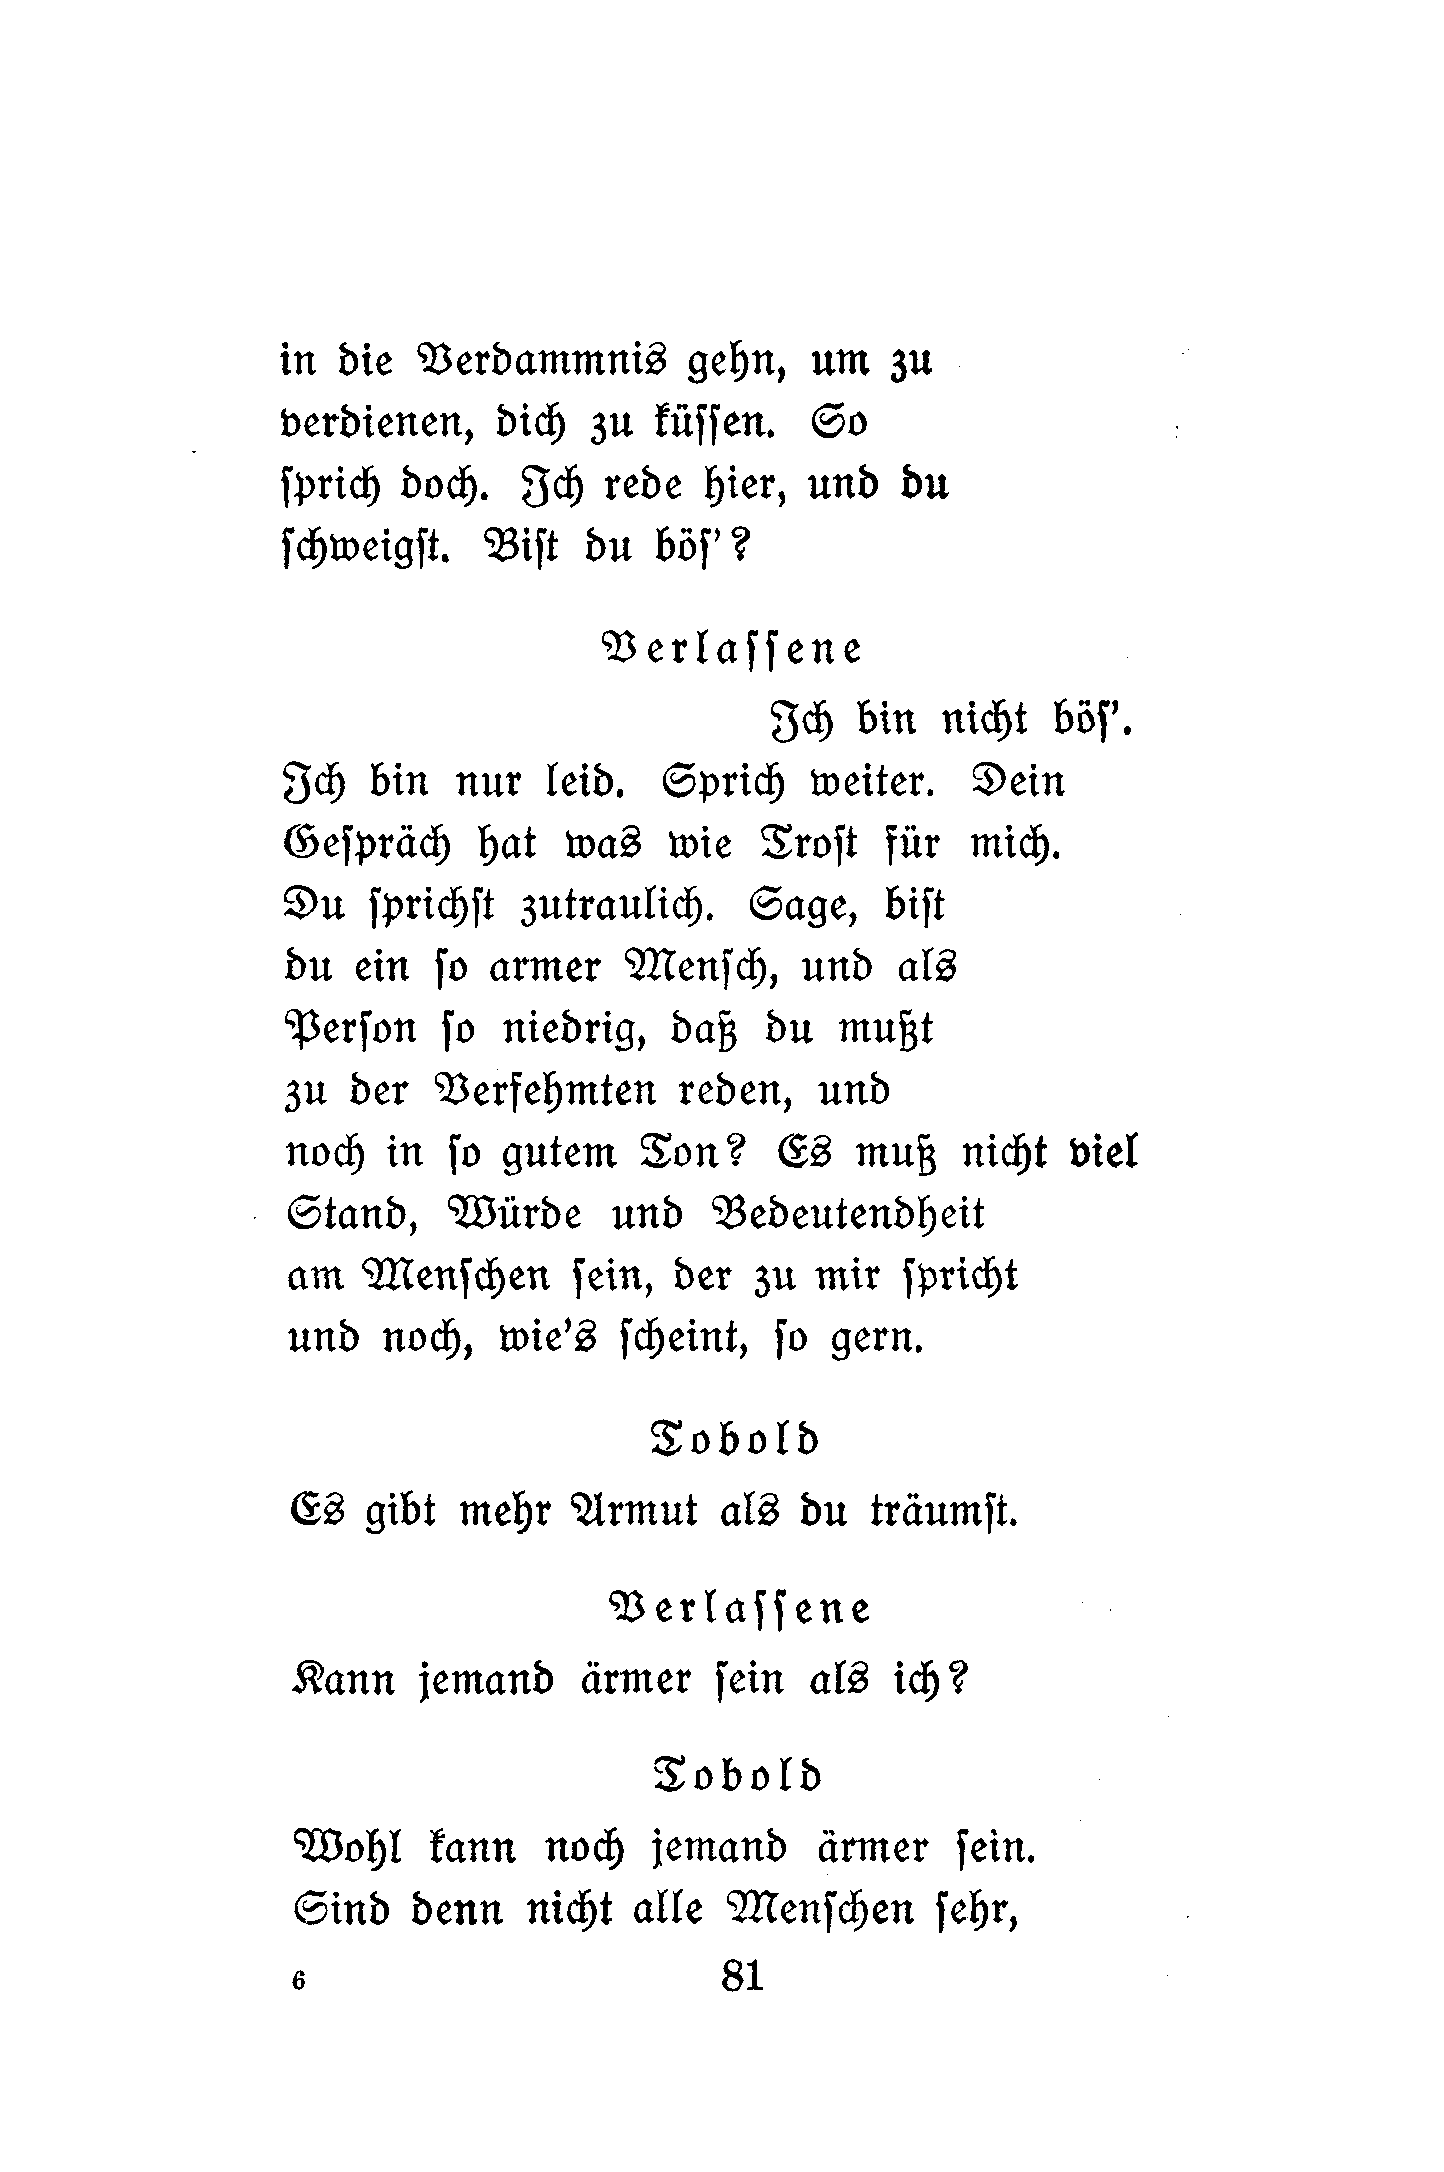 in die Verdammnis gehn, um zu
verdienen, dich zu küſſen. So
ſprich doch. Ich rede hier, und du
ſchweigſt. Biſt du böſ’?
Verlaſſene
Ich bin nicht böſ’.
Ich bin nur leid. Sprich weiter. Dein
Geſpräch hat was wie Troſt für mich.
Du ſprichſt zutraulich. Sage, biſt
du ein ſo armer Menſch, und als
Perſon ſo niedrig, daß du mußt
zu der Verfehmten reden, und
noch in ſo gutem Ton? Es muß nicht viel
Stand, Würde und Bedeutendheit
am Menſchen ſein, der zu mir ſpricht
und noch, wie’s ſcheint, ſo gern.
Tobold
Es gibt mehr Armut als du träumſt.
Verlaſſene
Kann jemand ärmer ſein als ich?
Tobold
Wohl kann noch jemand ärmer ſein.
Sind denn nicht alle Menſchen ſehr,
6 81